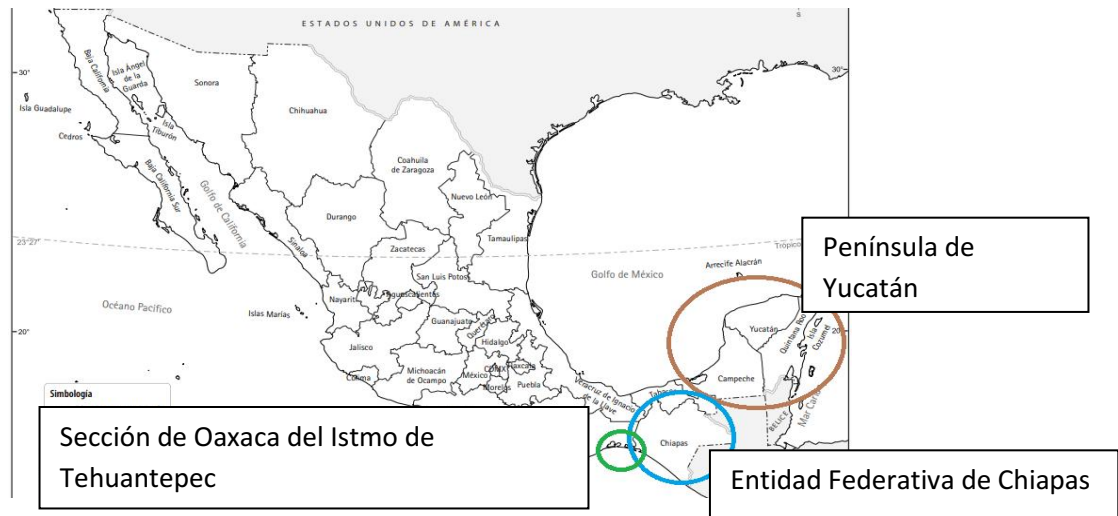 ESTADOS UNIDOS DE AMÉRICA
30°
30°
Baja California
Isla Ángel
de la
Guarda
Sonora
Chihuahua
Isla Guadalupe
Isla
Tiburón
Cedros
Coahuila
de Zaragoza
Baja California Sur
Golfo de California
Nuevo León
Durango
Sinaloa
Tamaulipas
Península de
Yucatán
23°27'
Trópico
Zacatecas
Arrecife Alacrán
San Luis Potosí
Golfo de México
Océano Pacífico
Islas Marías
Nayarit
Aguascalientes
Guanajuato
Querétaro
Yucatán
Quintana Roo
Isla
Cozumel
20°
20
Jalisco
Hidalgo
Colima
Michoacán
de Ocampo
México
CDMX
Tlaxcala
Morelos
Puebla
Veracruz de Ignacio
de la Llave
Campeche
Simbología
BELICE
Mar Cari
Sección de Oaxaca del Istmo de
Tehuantepec
Chiapas
Entidad Federativa de Chiapas